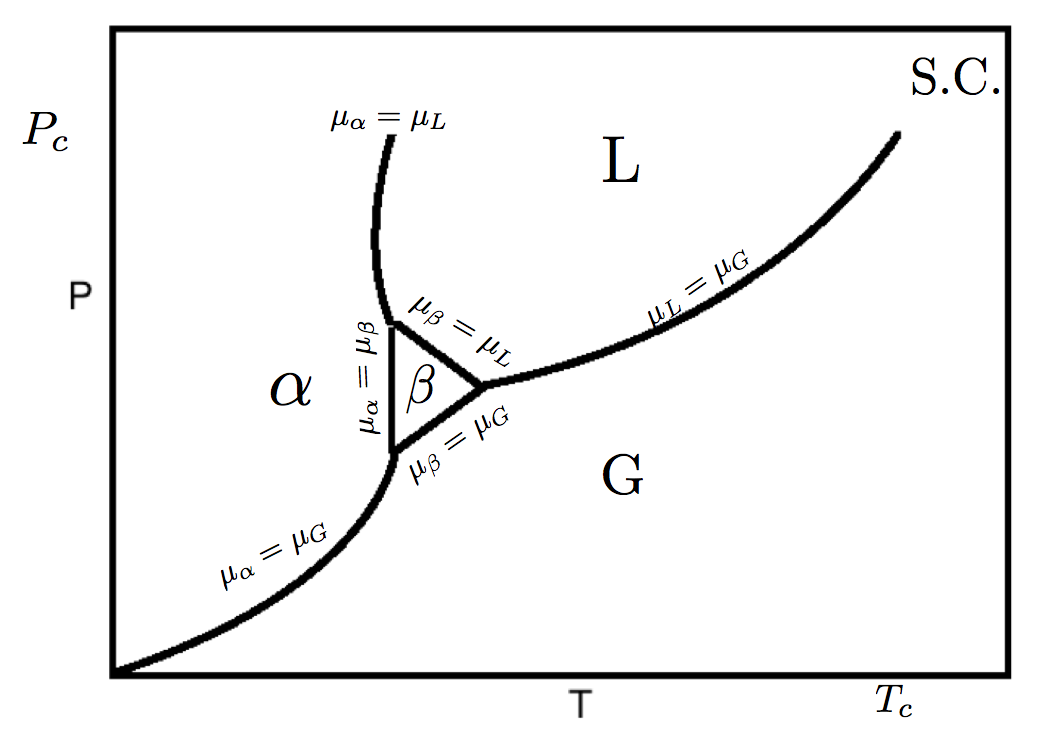 S.C.
μ_α = μ_L
P_c
L
μ_L = μ_G
P
μ_β = μ_L
μ_α = μ_β
α
β
μ_β = μ_G
G
μ_α = μ_G
T
T_c